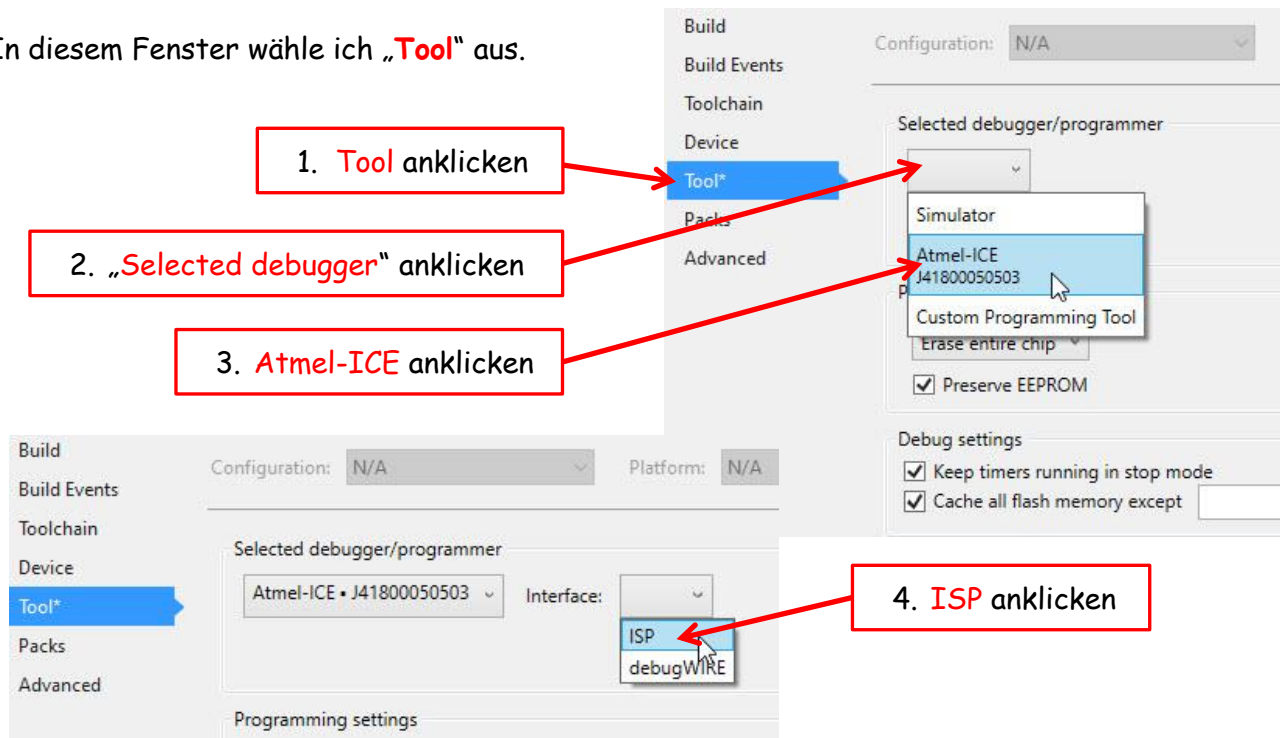 In diesem Fenster wähle ich „Tool“ aus.
1. Tool anklicken
2. „Selected debugger“ anklicken
3. Atmel-ICE anklicken
Build
Build Events
Toolchain
Device
Tool*
Packs
Advanced
Configuration: N/A
Selected debugger/programmer
Simulator
Atmel-ICE
J41800050503
Custom Programming Tool
Erase entire chip
Preserve EEPROM
Debug settings
Keep timers running in stop mode
Cache all flash memory except
Build
Build Events
Toolchain
Device
Tool*
Packs
Advanced
Configuration: N/A Platform: N/A
Selected debugger/programmer
Atmel-ICE • J41800050503 Interface:
ISP
debugWIRE
Programming settings
4. ISP anklicken